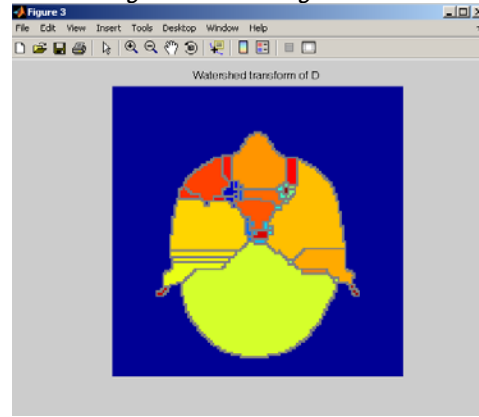 Figure 3
File Edit View Insert Tools Desktop Window Help
Watershed transform of D